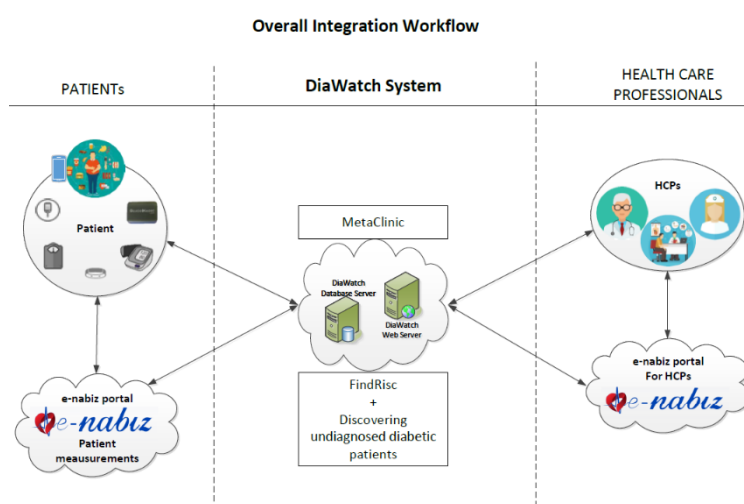 Overall Integration Workflow
PATIENTs
DiaWatch System
HEALTH CARE
PROFESSIONALS
Patient
MetaClinic
DiaWatch
Database Server
DiaWatch
Web Server
HCPs
e-nabiz portal
e-nabız
Patient
meausurements
FindRisc
+
Discovering
undiagnosed diabetic
patients
e-nabiz portal
For HCPs
e-nabız